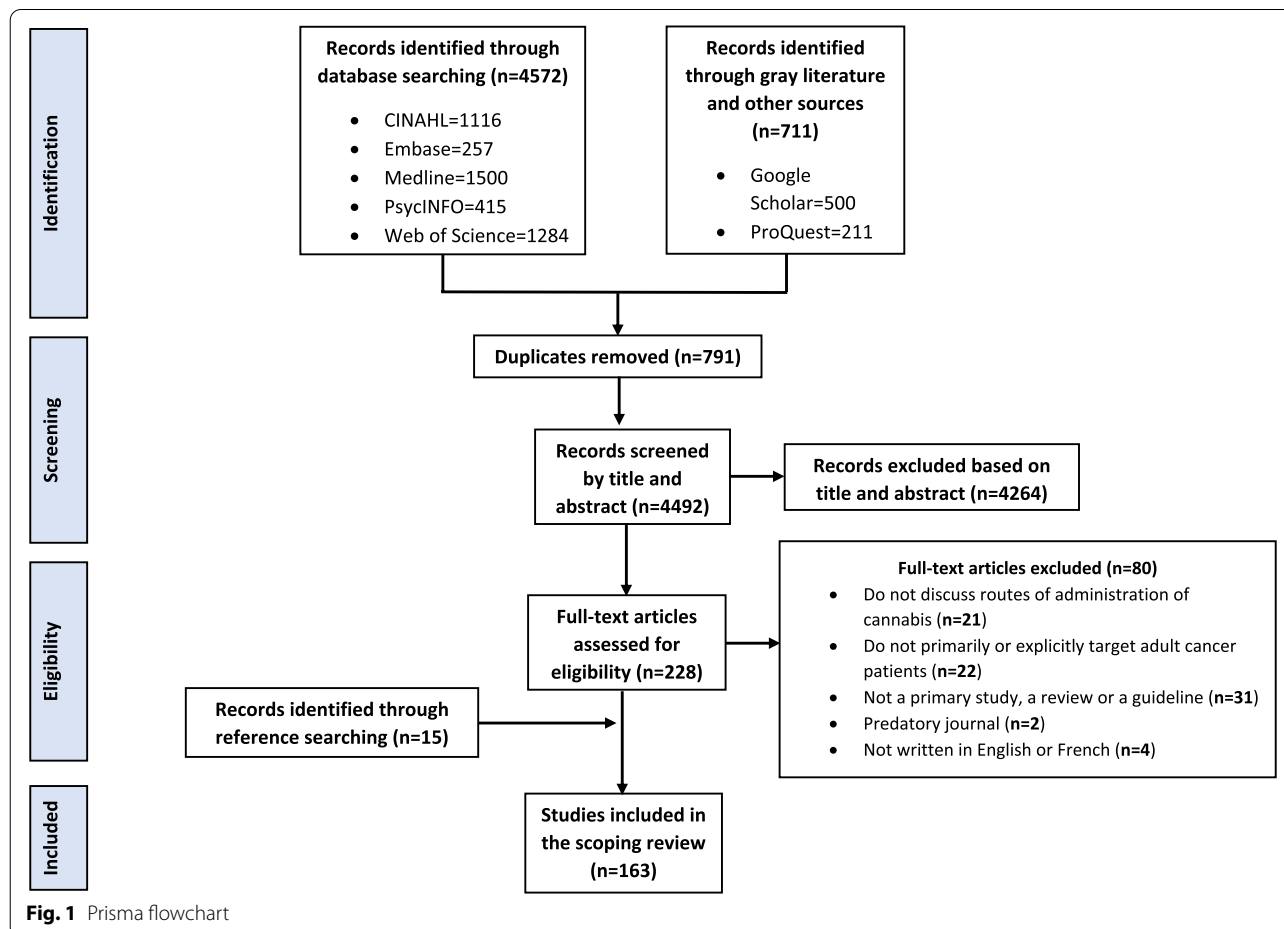 Identification
Records identified through
database searching (n=4572)
• CINAHL=1116
• Embase=257
• Medline=1500
• PsycINFO=415
• Web of Science=1284
Records identified
through gray literature
and other sources
(n=711)
• Google
Scholar=500
• ProQuest=211
Screening
Duplicates removed (n=791)
Records screened
by title and
abstract (n=4492)
Records excluded based on
title and abstract (n=4264)
Eligibility
Full-text articles
assessed for
eligibility (n=228)
Full-text articles excluded (n=80)
• Do not discuss routes of administration of
cannabis (n=21)
• Do not primarily or explicitly target adult cancer
patients (n=22)
• Not a primary study, a review or a guideline (n=31)
• Predatory journal (n=2)
• Not written in English or French (n=4)
Records identified through
reference searching (n=15)
Included
Studies included in
the scoping review
(n=163)
Fig. 1 Prisma flowchart